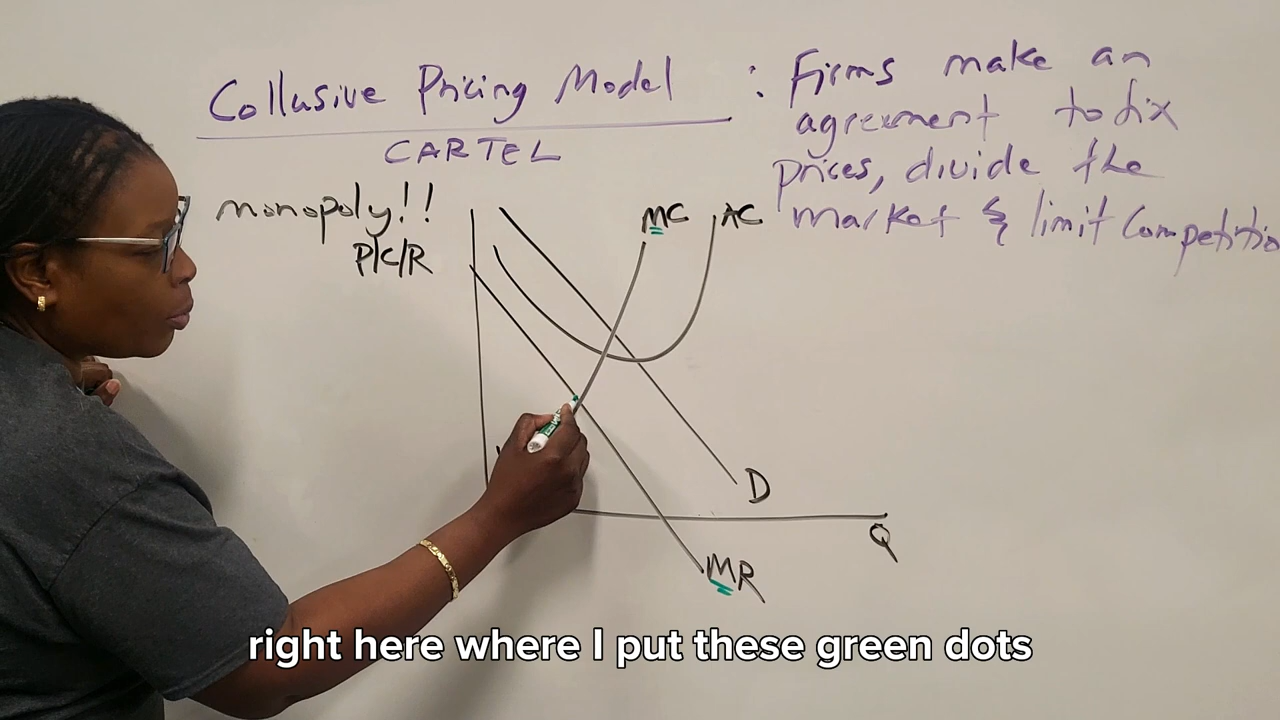 Collusive Pricing Model : Firms make an
agreement to fix
CARTEL
prices, divide the
monopoly!!
market & limit Competitio
P/C/R
MC
AC
D
Q
MR
right here where I put these green dots